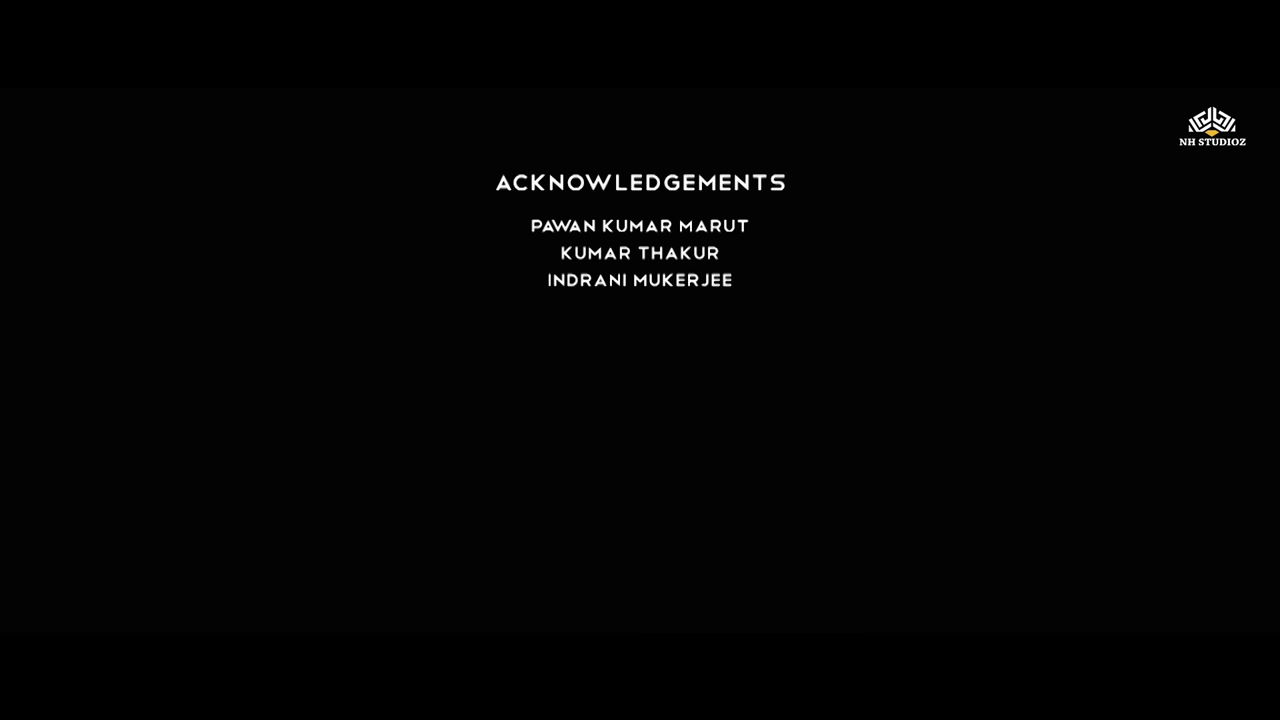 NH STUDIOZ
ACKNOWLEDGEMENTS
PAWAN KUMAR MARUT
KUMAR THAKUR
INDRANI MUKERJEE